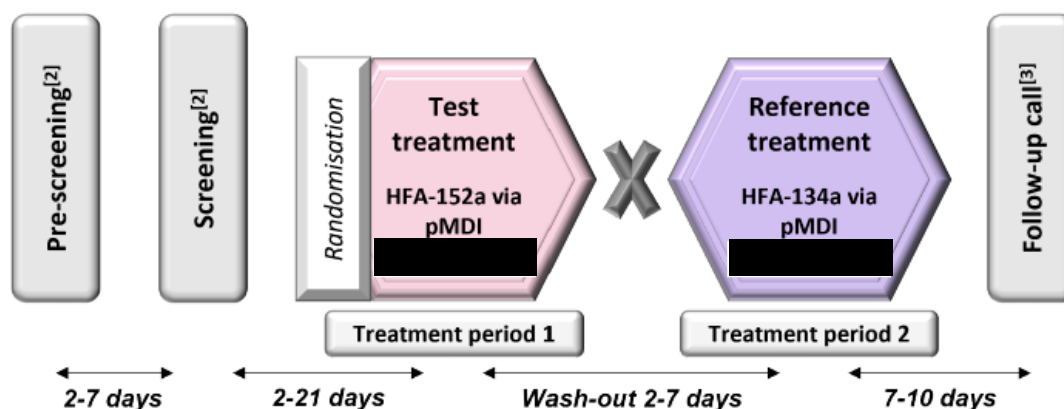 Pre-screening[2]
Screening[2]
Randomisation
Test
treatment
HFA-152a via
pMDI
X
Reference
treatment
HFA-134a via
pMDI
Follow-up call[3]
Treatment period 1
Treatment period 2
2-7 days
2-21 days
Wash-out 2-7 days
7-10 days